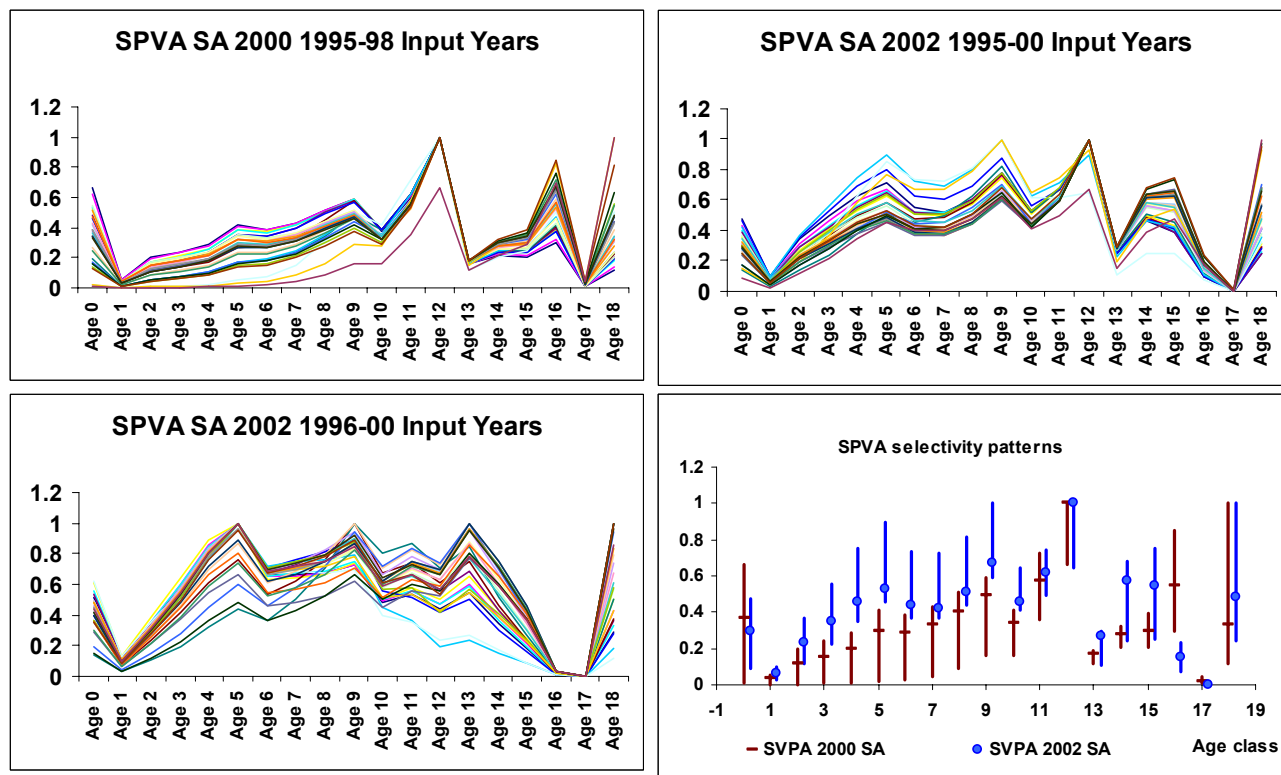 SPVA SA 2000 1995-98 Input Years
1.2
1
0.8
0.6
0.4
0.2
0
Age 0
Age 1
Age 2
Age 3
Age 4
Age 5
Age 6
Age 7
Age 8
Age 9
Age 10
Age 11
Age 12
Age 13
Age 14
Age 15
Age 16
Age 17
Age 18
SPVA SA 2002 1995-00 Input Years
1.2
1
0.8
0.6
0.4
0.2
0
Age 0
Age 1
Age 2
Age 3
Age 4
Age 5
Age 6
Age 7
Age 8
Age 9
Age 10
Age 11
Age 12
Age 13
Age 14
Age 15
Age 16
Age 17
Age 18
SPVA SA 2002 1996-00 Input Years
1.2
1
0.8
0.6
0.4
0.2
0
Age 0
Age 1
Age 2
Age 3
Age 4
Age 5
Age 6
Age 7
Age 8
Age 9
Age 10
Age 11
Age 12
Age 13
Age 14
Age 15
Age 16
Age 17
Age 18
SPVA selectivity patterns
1.2
1
0.8
0.6
0.4
0.2
0
-1 1 3 5 7 9 11 13 15 17 19
SVPA 2000 SA SVPA 2002 SA Age class